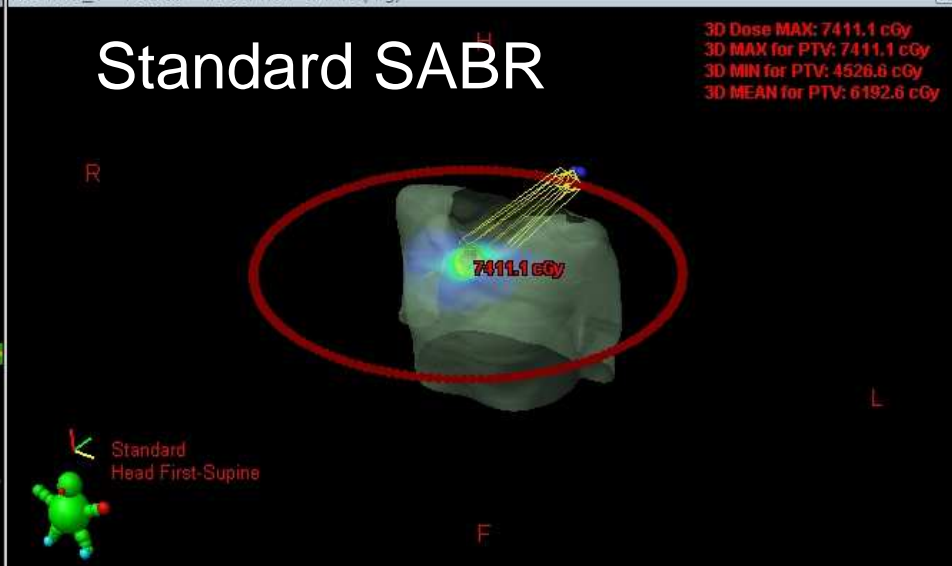 Standard SABR
H
3D Dose MAX: 7411.1 cGy
3D MAX for PTV: 7411.1 cGy
3D MIN for PTV: 4526.6 cGy
3D MEAN for PTV: 6192.6 cGy
R
7411.1 cGy
L
Standard
Head First-Supine
F